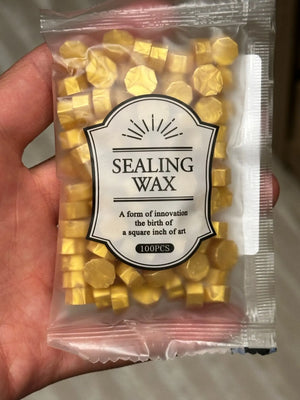 SEALING
WAX
A form of innovation
the birth of
a square inch of art
100PCS